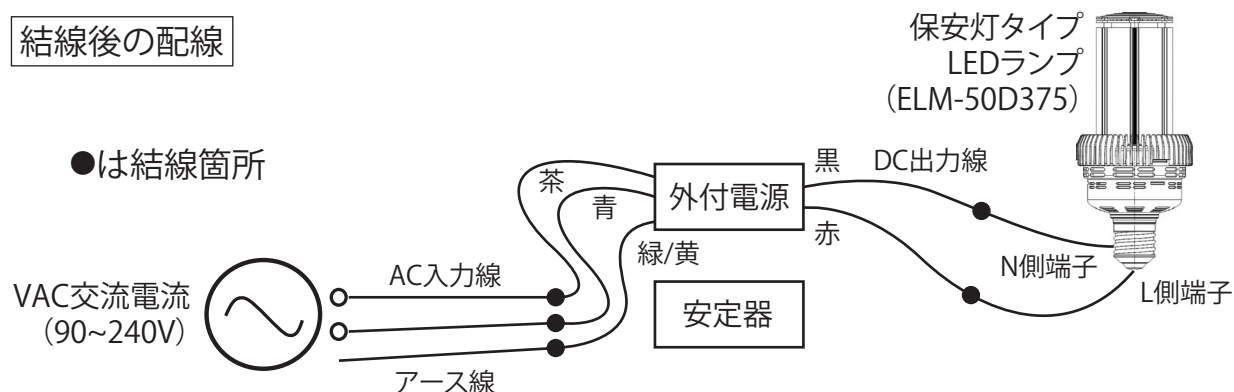 結線後の配線
保安灯タイプ
LEDランプ
(ELM-50D375)
●は結線箇所
茶
青
緑/黄
外付電源
黒
赤
DC出力線
N側端子
L側端子
AC入力線
VAC交流電流
(90~240V)
安定器
アース線